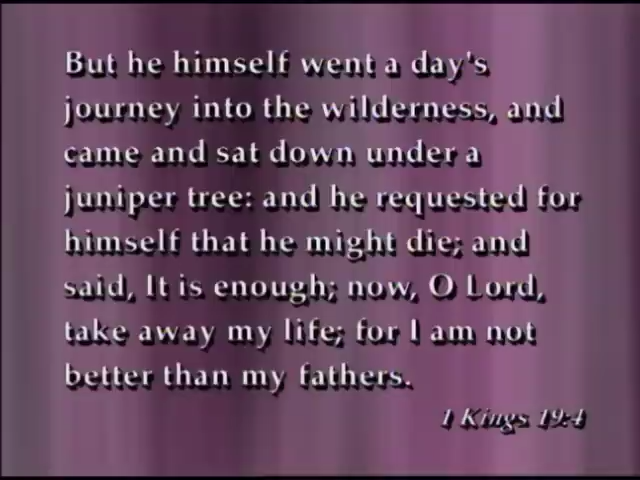 But he himself went a day's
journey into the wilderness, and
came and sat down under a
juniper tree: and he requested for
himself that he might die; and
said, It is enough; now, O Lord,
take away my life; for I am not
better than my fathers.
1 Kings 19:4